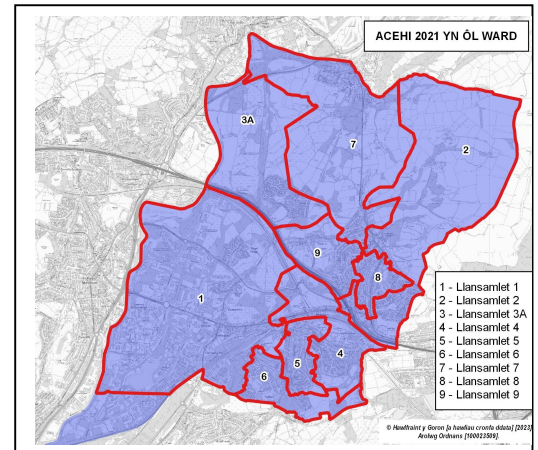 ACEHI 2021 YN ÔL WARD
3A
7
2
9
8
1
4
5
6
1 - Llansamlet 1
2 - Llansamlet 2
3 - Llansamlet 3A
4 - Llansamlet 4
5 - Llansamlet 5
6 - Llansamlet 6
7 - Llansamlet 7
8 - Llansamlet 8
9 - Llansamlet 9
© Hawlfraint y Goron [a hawliau cronfa ddata] [2023]
Arolwg Ordnans [100023509].